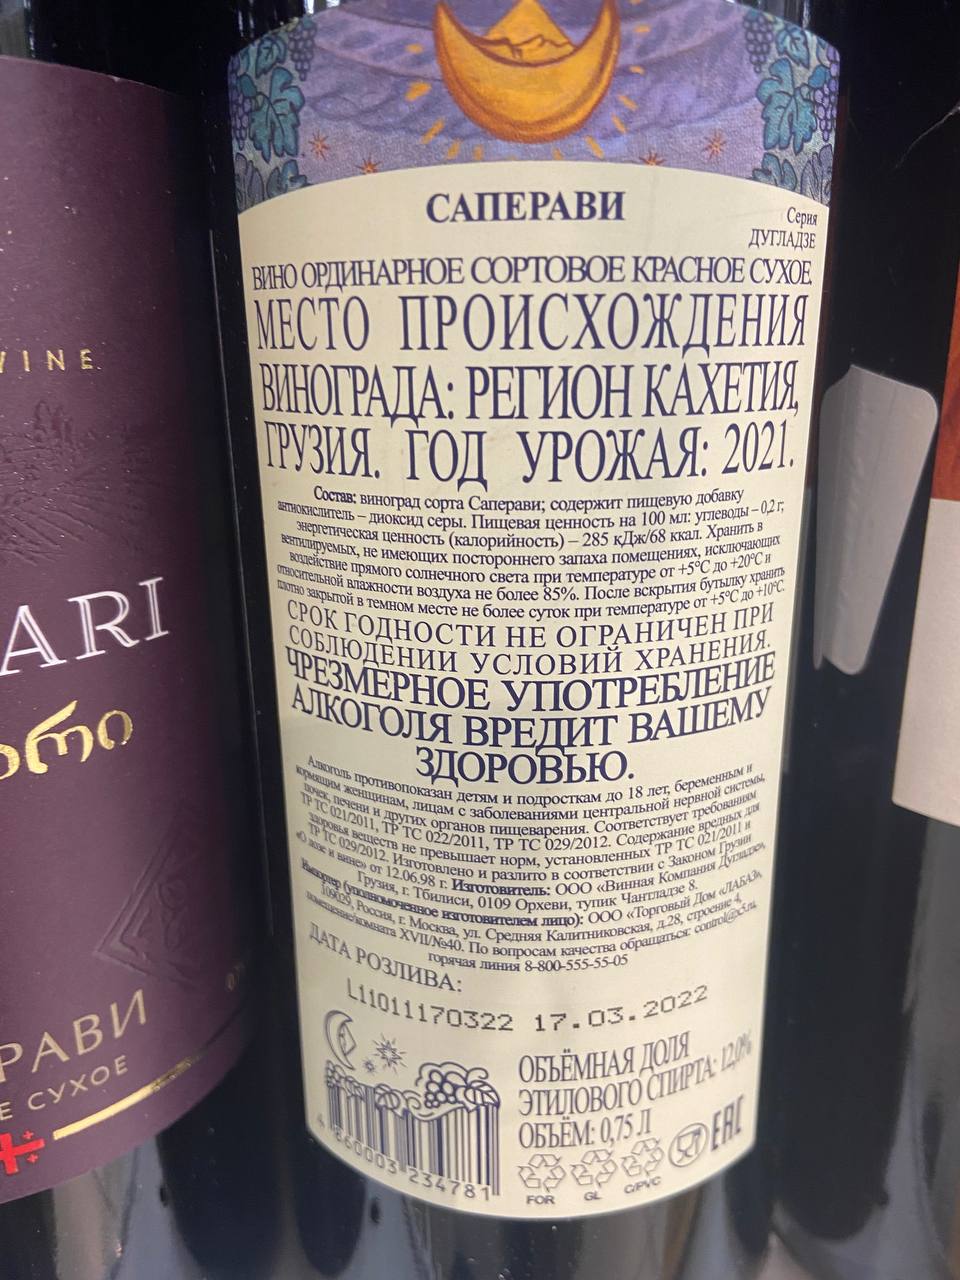 САПЕРАВИ
Серия
ДУГЛАДЗЕ
ВИНО ОРДИНАРНОЕ СОРТОВОЕ КРАСНОЕ СУХОЕ.
МЕСТО ПРОИСХОЖДЕНИЯ
ВИНОГРАДА: РЕГИОН КАХЕТИЯ,
ГРУЗИЯ. ГОД УРОЖАЯ: 2021.
Состав: виноград сорта Саперави; содержит пищевую добавку
антиокислитель – диоксид серы. Пищевая ценность на 100 мл: углеводы – 0,2 г;
энергетическая ценность (калорийность) – 285 кДж/68 ккал. Хранить в
вентилируемых, не имеющих постороннего запаха помещениях, исключающих
воздействие прямого солнечного света при температуре от +5°С до +20°С и
относительной влажности воздуха не более 85%. После вскрытия бутылку хранить
плотно закрытой в темном месте не более суток при температуре от +5°С до +10°С.
СРОК ГОДНОСТИ НЕ ОГРАНИЧЕН ПРИ
СОБЛЮДЕНИИ УСЛОВИЙ ХРАНЕНИЯ.
ЧРЕЗМЕРНОЕ УПОТРЕБЛЕНИЕ
АЛКОГОЛЯ ВРЕДИТ ВАШЕМУ
ЗДОРОВЬЮ.
Алкоголь противопоказан детям и подросткам до 18 лет, беременным и
кормящим женщинам, лицам с заболеваниями центральной нервной системы,
почек, печени и других органов пищеварения. Соответствует требованиям
ТР ТС 021/2011, ТР ТС 022/2011, ТР ТС 029/2012. Содержание вредных для
здоровья веществ не превышает норм, установленных ТР ТС 021/2011 и
ТР ТС 029/2012. Изготовлено и разлито в соответствии с Законом Грузии
«О лозе и вине» от 12.06.98 г. Изготовитель: ООО «Винная Компания Дугладзе»,
Грузия, г. Тбилиси, 0109 Орхеви, тупик Чантладзе 8.
Импортер (уполномоченное изготовителем лицо): ООО «Торговый Дом «ЛАБАЗ»,
109029, Россия, г. Москва, ул. Средняя Калитниковская, д.28, строение 4,
помещение/комната XVII/№40. По вопросам качества обращаться: control@x5.ru,
горячая линия 8-800-555-55-05
ДАТА РОЗЛИВА:
L11011170322 17.03.2022
ОБЪЁМНАЯ ДОЛЯ
ЭТИЛОВОГО СПИРТА: 12,0%
ОБЪЁМ: 0,75 Л
4 860003 234781
FOR GL C/PVC
EAC
WINE
ARI
რი
РАВИ
Е СУХОЕ